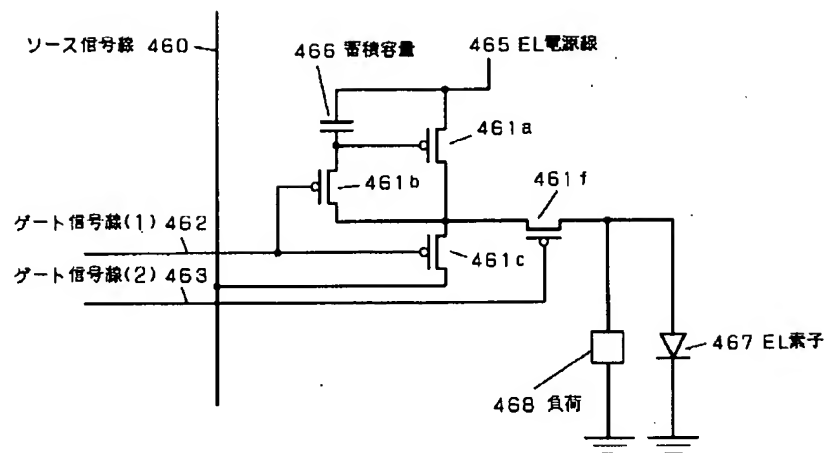 ソース信号線 460
466 蓄積容量
465 EL電源線
461a
461b
461f
ゲート信号線(1) 462
461c
ゲート信号線(2) 463
467 EL素子
468 負荷